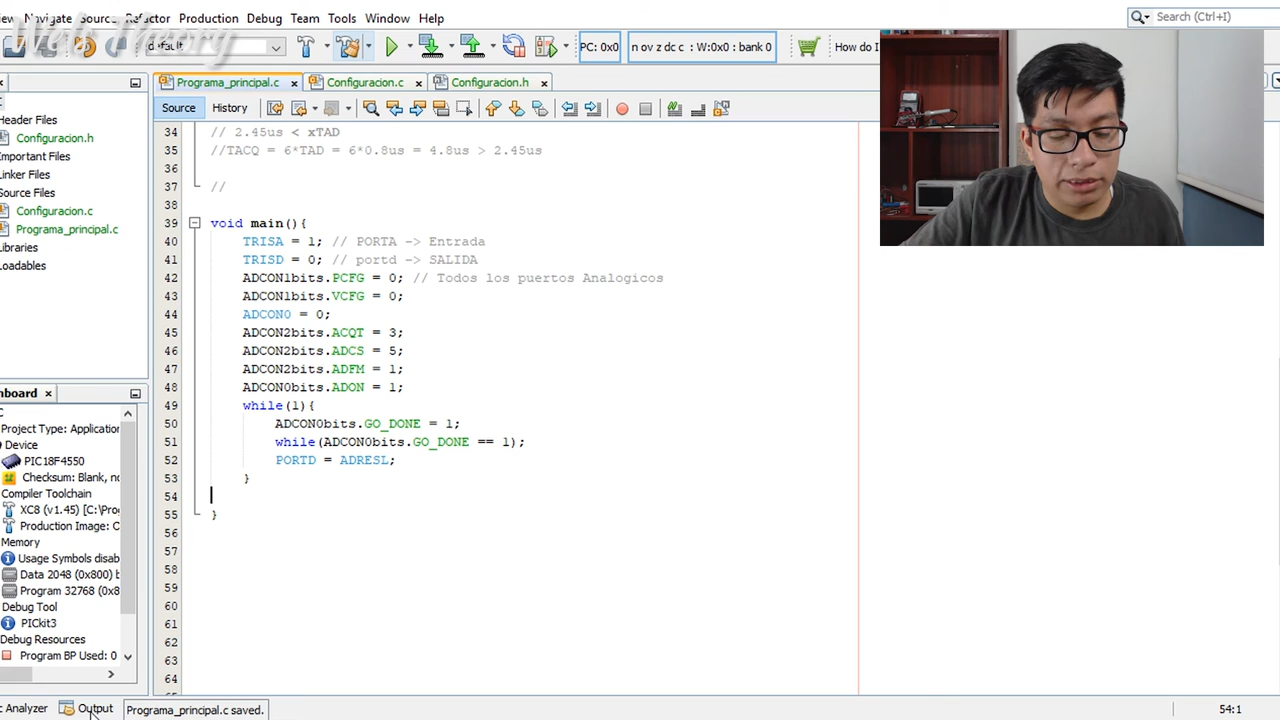 Navigate Source Refactor Production Debug Team Tools Window Help
Search (Ctrl+I)
default
PC: 0x0
n ov z dc c : W:0x0 : bank 0
How do I
Programa_principal.c
Configuracion.c
Configuracion.h
Source History
Header Files
Configuracion.h
Important Files
Linker Files
Source Files
Configuracion.c
Programa_principal.c
Libraries
Loadables
34 // 2.45us < xTAD
35 //TACQ = 6*TAD = 6*0.8us = 4.8us > 2.45us
36
37 //
38
39 void main(){
40 TRISA = 1; // PORTA -> Entrada
41 TRISD = 0; // portd -> SALIDA
42 ADCON1bits.PCFG = 0; // Todos los puertos Analogicos
43 ADCON1bits.VCFG = 0;
44 ADCON0 = 0;
45 ADCON2bits.ACQT = 3;
46 ADCON2bits.ADCS = 5;
47 ADCON2bits.ADFM = 1;
48 ADCON0bits.ADON = 1;
49 while(1){
50 ADCON0bits.GO_DONE = 1;
51 while(ADCON0bits.GO_DONE == 1);
52 PORTD = ADRESL;
53 }
54
55 }
56
57
58
59
60
61
62
63
64
nboard
Project Type: Application
Device
PIC18F4550
Checksum: Blank, no
Compiler Toolchain
XC8 (v1.45) [C:\Pro
Production Image: C
Memory
Usage Symbols disab
Data 2048 (0x800) b
Program 32768 (0x8
Debug Tool
PICkit3
Debug Resources
Program BP Used: 0
Analyzer
Output
Programa_principal.c saved.
54:1